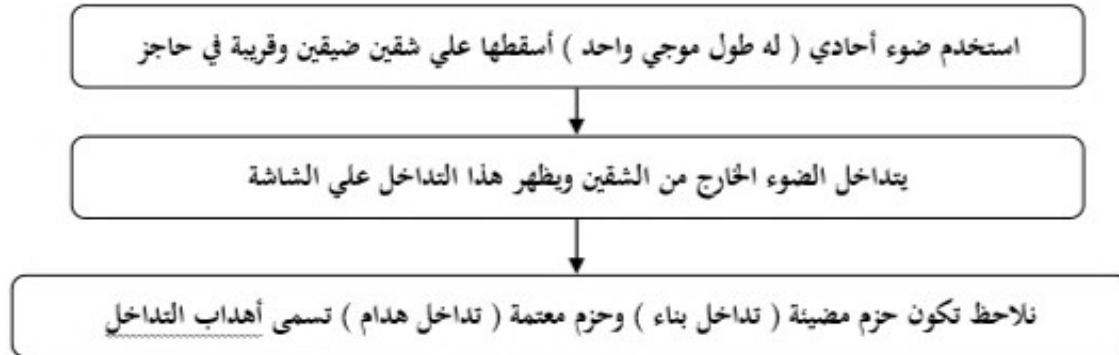 استخدم ضوء أحادي ( له طول موجي واحد ) أسقطها علي شقين ضيقين وقريبة في حاجز
يتداخل الضوء الخارج من الشقين ويظهر هذا التداخل علي الشاشة
نلاحظ تكون حزم مضيئة ( تداخل بناء ) وحزم معتمة ( تداخل هدام ) تسمى أهداب التداخل